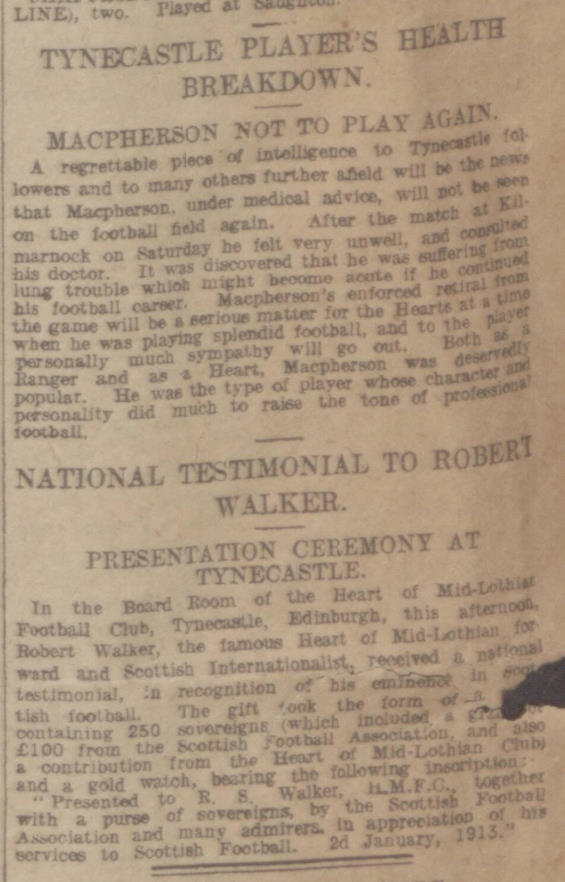 LINE), two. Played at Saughton.
TYNECASTLE PLAYER'S HEALTH
BREAKDOWN.
MACPHERSON NOT TO PLAY AGAIN.
A regrettable piece of intelligence to Tynecastle fol-
lowers and to many others further afield will be the news
that Macpherson, under medical advice, will not be seen
on the football field again. After the match at Kil-
marnock on Saturday he felt very unwell, and consulted
his doctor. It was discovered that he was suffering from
lung trouble which might become acute if he continued
his football career. Macpherson's enforced retiral from
the game will be a serious matter for the Hearts at a time
when he was playing splendid football, and to the player
personally much sympathy will go out. Both as a
Ranger and as a Heart, Macpherson was deservedly
popular. He was the type of player whose character and
personality did much to raise the tone of professional
football.
NATIONAL TESTIMONIAL TO ROBERT
WALKER.
PRESENTATION CEREMONY AT
TYNECASTLE.
In the Board Room of the Heart of Mid-Lothian
Football Club, Tynecastle, Edinburgh, this afternoon,
Robert Walker, the famous Heart of Mid-Lothian for-
ward and Scottish Internationalist, received a national
testimonial, in recognition of his eminence in Scot-
tish football. The gift took the form of a
containing 250 sovereigns (which included a
£100 from the Scottish Football Association, and also
a contribution from the Heart of Mid-Lothian Club)
and a gold watch, bearing the following inscription:-
"Presented to R. S. Walker, H.M.F.C., together
with a purse of sovereigns, by the Scottish Football
Association and many admirers, in appreciation of his
services to Scottish Football. 2d January, 1913."